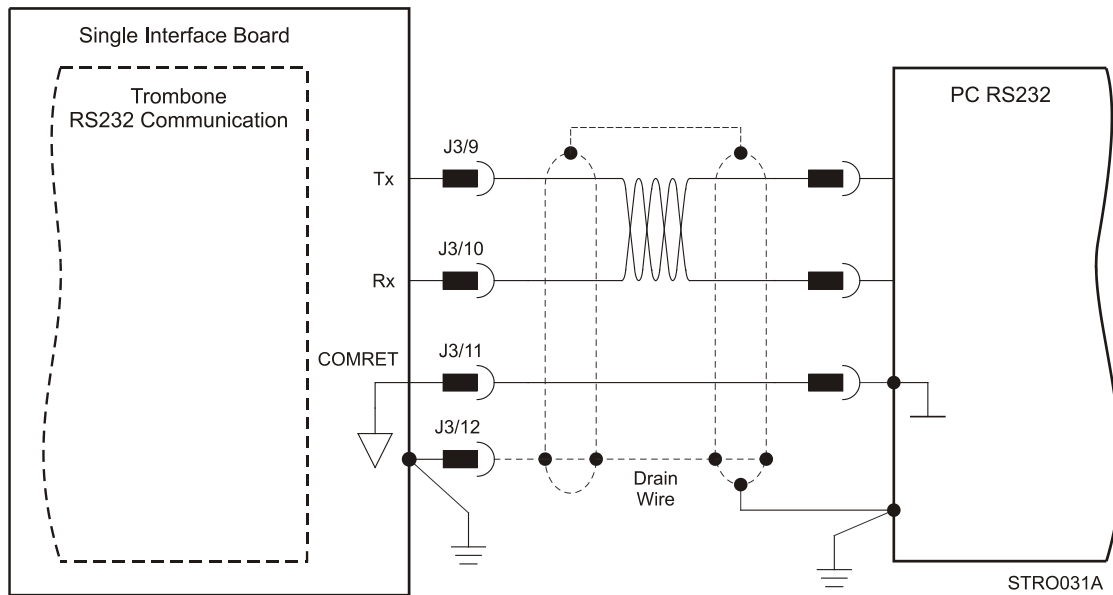 Single Interface Board
Trombone
RS232 Communication
PC RS232
J3/9
Tx
J3/10
Rx
J3/11
COMRET
J3/12
Drain
Wire
STRO031A